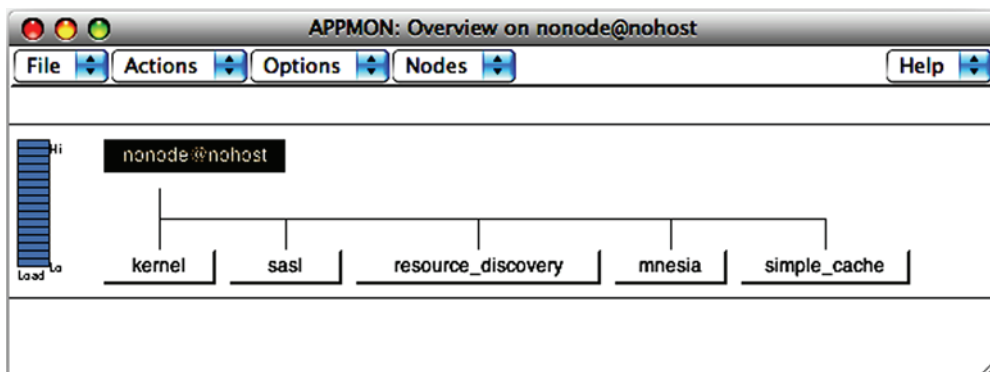 APPMON: Overview on nonode@nohost
File Actions Options Nodes Help
Hi
nonode@nohost
Lo
Load
kernel sasl resource_discovery mnesia simple_cache